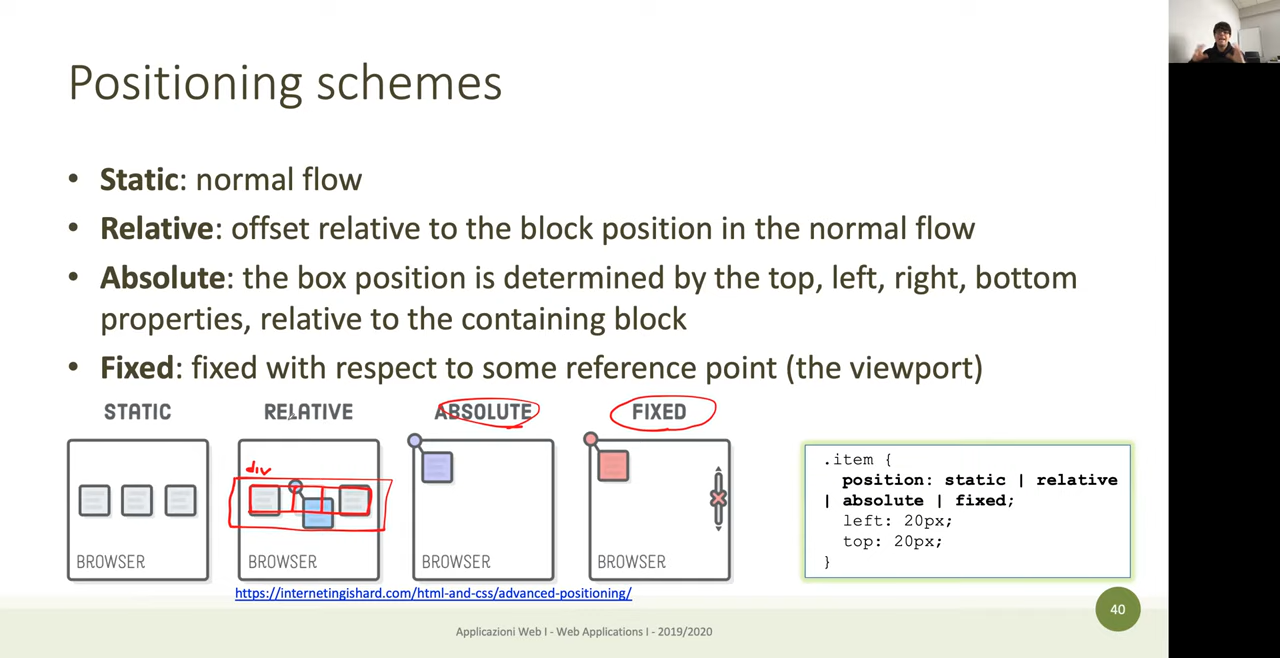 Positioning schemes
• Static: normal flow
• Relative: offset relative to the block position in the normal flow
• Absolute: the box position is determined by the top, left, right, bottom
properties, relative to the containing block
• Fixed: fixed with respect to some reference point (the viewport)
STATIC RELATIVE ABSOLUTE FIXED
div
BROWSER BROWSER BROWSER BROWSER
.item {
position: static | relative
| absolute | fixed;
left: 20px;
top: 20px;
}
https://internetingishard.com/html-and-css/advanced-positioning/
Applicazioni Web I - Web Applications I - 2019/2020
40